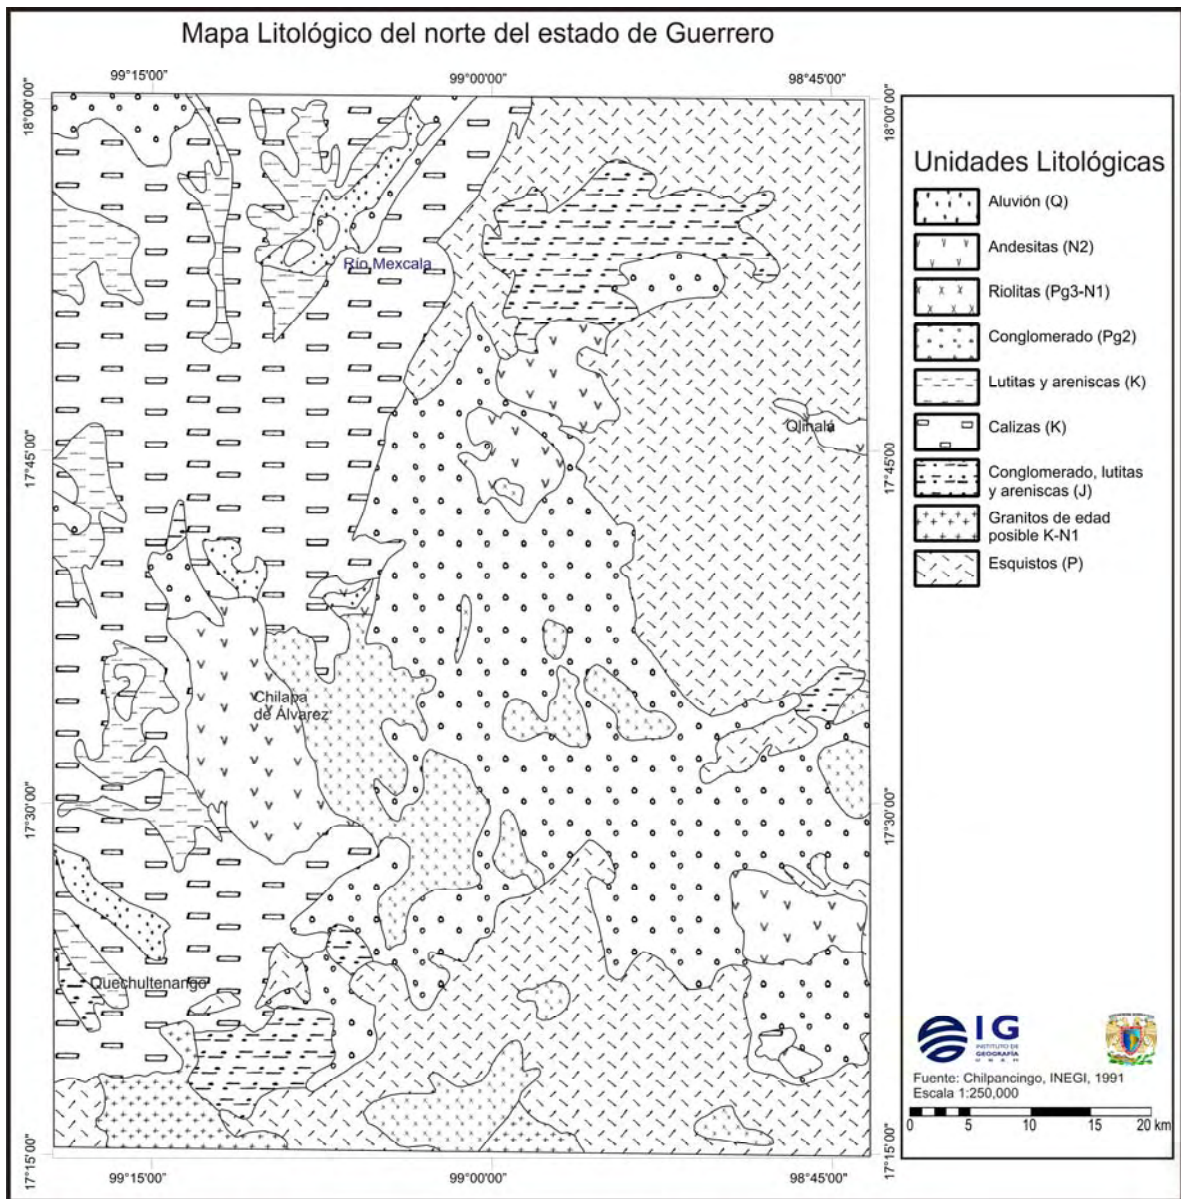 Mapa Litológico del norte del estado de Guerrero
99°15'00"
99°00'00"
98°45'00"
18°00'00"
18°00'00"
Unidades Litológicas
Aluvión (Q)
Andesitas (N2)
Riolitas (Pg3-N1)
Conglomerado (Pg2)
Lutitas y areniscas (K)
Calizas (K)
Conglomerado, lutitas
y areniscas (J)
Granitos de edad
posible K-N1
Esquistos (P)
Río Mexcala
Olinalá
17°45'00"
17°45'00
Chilapa
de Álvarez
17°30'00"
17°30'00"
Quechultenango
IG
INSTITUTO DE
GEOGRAFÍA
UNAM
Fuente: Chilpancingo, INEGI, 1991
Escala 1:250,000
0 5 10 15 20 km
17°15'00"
17°15'00"
99°15'00"
99°00'00"
98°45'00"